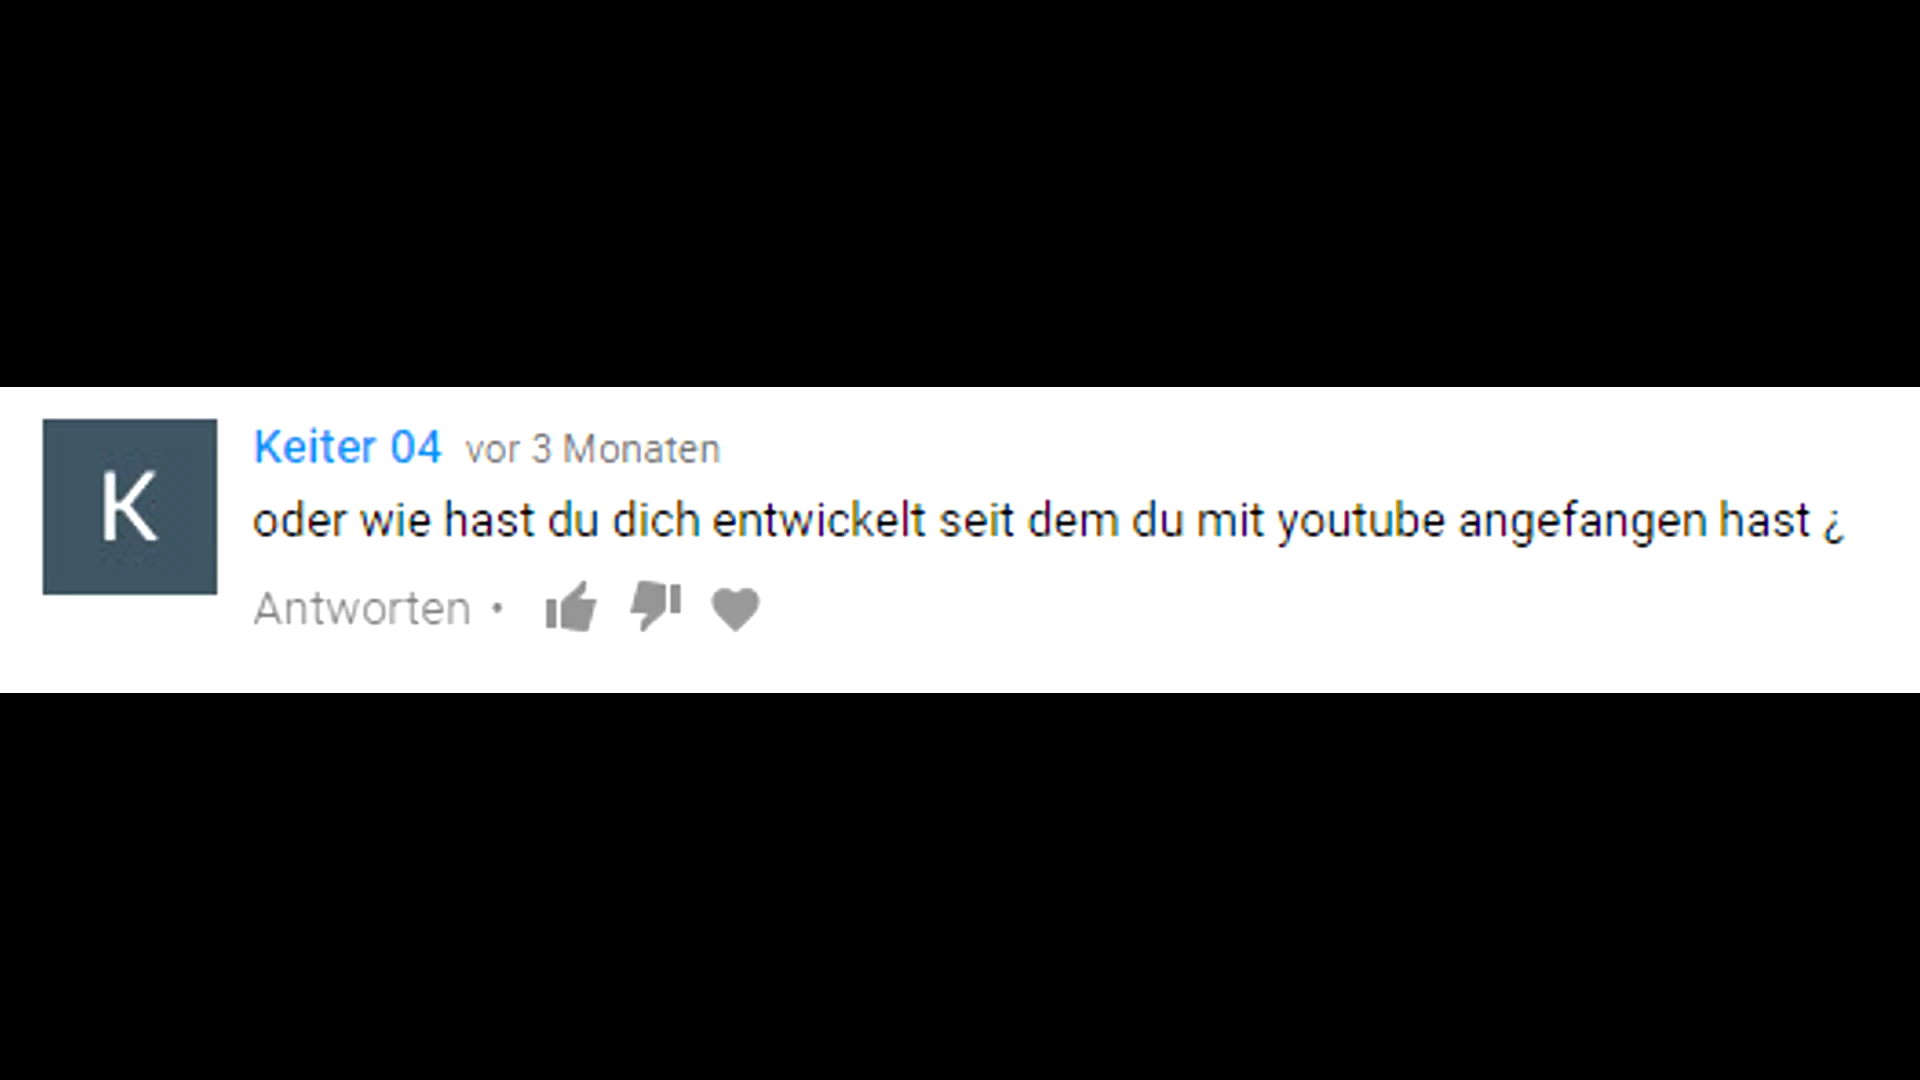 K
Keiter 04 vor 3 Monaten
oder wie hast du dich entwickelt seit dem du mit youtube angefangen hast ¿
Antworten •